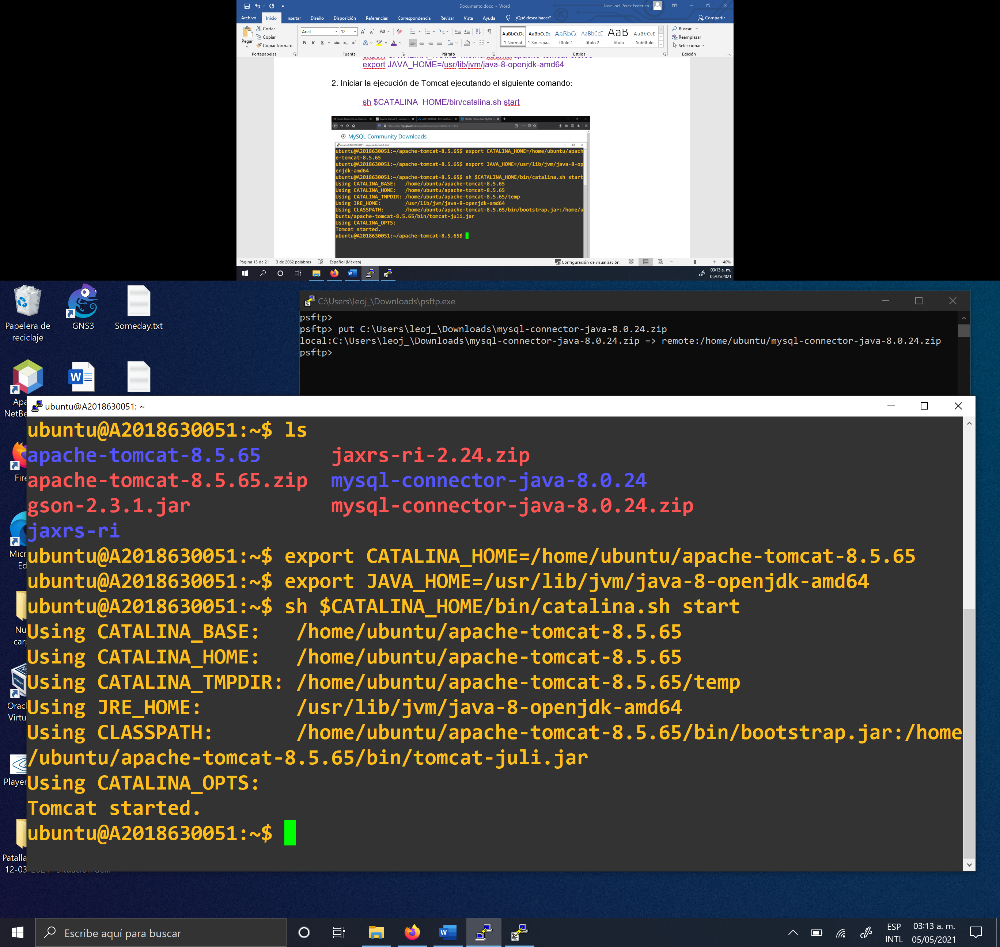 Documento.docx - Word
Jose Joel Perez Federico
Archivo Inicio Insertar Diseño Disposición Referencias Correspondencia Revisar Vista Ayuda ¿Qué desea hacer? Compartir
Pegar
Cortar
Copiar
Copiar formato
Arial 12
N K S abc x₂ x²
AaBbCcDc AaBbCcDc AaBbCc AaBbCcE AaB AaBbCcD
¶ Normal ¶ Sin espa... Título 1 Título 2 Título Subtítulo
Buscar
Reemplazar
Seleccionar
Portapapeles Fuente Párrafo Estilos Edición
export JAVA_HOME=/usr/lib/jvm/java-8-openjdk-amd64
2. Iniciar la ejecución de Tomcat ejecutando el siguiente comando:
sh $CATALINA_HOME/bin/catalina.sh start
MySQL Community Downloads
ubuntu@A2018630051: ~/apache-tomcat-8.5.65
ubuntu@A2018630051:~/apache-tomcat-8.5.65$ export CATALINA_HOME=/home/ubuntu/apach
e-tomcat-8.5.65
ubuntu@A2018630051:~/apache-tomcat-8.5.65$ export JAVA_HOME=/usr/lib/jvm/java-8-op
enjdk-amd64
ubuntu@A2018630051:~/apache-tomcat-8.5.65$ sh $CATALINA_HOME/bin/catalina.sh start
Using CATALINA_BASE: /home/ubuntu/apache-tomcat-8.5.65
Using CATALINA_HOME: /home/ubuntu/apache-tomcat-8.5.65
Using CATALINA_TMPDIR: /home/ubuntu/apache-tomcat-8.5.65/temp
Using JRE_HOME: /usr/lib/jvm/java-8-openjdk-amd64
Using CLASSPATH: /home/ubuntu/apache-tomcat-8.5.65/bin/bootstrap.jar:/home/u
buntu/apache-tomcat-8.5.65/bin/tomcat-juli.jar
Using CATALINA_OPTS:
Tomcat started.
ubuntu@A2018630051:~/apache-tomcat-8.5.65$
Página 13 de 21 3 de 2062 palabras Español (México) Configuración de visualización 140%
03:13 a. m.
05/05/2021
Papelera de
reciclaje
GNS3
Someday.txt
C:\Users\leoj_\Downloads\psftp.exe
psftp>
psftp> put C:\Users\leoj_\Downloads\mysql-connector-java-8.0.24.zip
local:C:\Users\leoj_\Downloads\mysql-connector-java-8.0.24.zip => remote:/home/ubuntu/mysql-connector-java-8.0.24.zip
psftp>
Apa
NetBe
Fire
Micr
Ed
Nu
carp
Orac
Virtu
Player
Patalla
12-03-2021
Situación de...
ubuntu@A2018630051: ~
ubuntu@A2018630051:~$ ls
apache-tomcat-8.5.65 jaxrs-ri-2.24.zip
apache-tomcat-8.5.65.zip mysql-connector-java-8.0.24
gson-2.3.1.jar mysql-connector-java-8.0.24.zip
jaxrs-ri
ubuntu@A2018630051:~$ export CATALINA_HOME=/home/ubuntu/apache-tomcat-8.5.65
ubuntu@A2018630051:~$ export JAVA_HOME=/usr/lib/jvm/java-8-openjdk-amd64
ubuntu@A2018630051:~$ sh $CATALINA_HOME/bin/catalina.sh start
Using CATALINA_BASE: /home/ubuntu/apache-tomcat-8.5.65
Using CATALINA_HOME: /home/ubuntu/apache-tomcat-8.5.65
Using CATALINA_TMPDIR: /home/ubuntu/apache-tomcat-8.5.65/temp
Using JRE_HOME: /usr/lib/jvm/java-8-openjdk-amd64
Using CLASSPATH: /home/ubuntu/apache-tomcat-8.5.65/bin/bootstrap.jar:/home
/ubuntu/apache-tomcat-8.5.65/bin/tomcat-juli.jar
Using CATALINA_OPTS:
Tomcat started.
ubuntu@A2018630051:~$
Escribe aquí para buscar
ESP
INTL
03:13 a. m.
05/05/2021